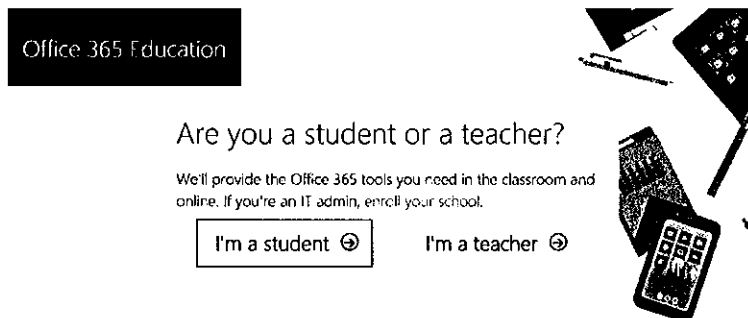 Office 365 Education
Are you a student or a teacher?
We'll provide the Office 365 tools you need in the classroom and
online. If you're an IT admin, enroll your school.
I'm a student
I'm a teacher